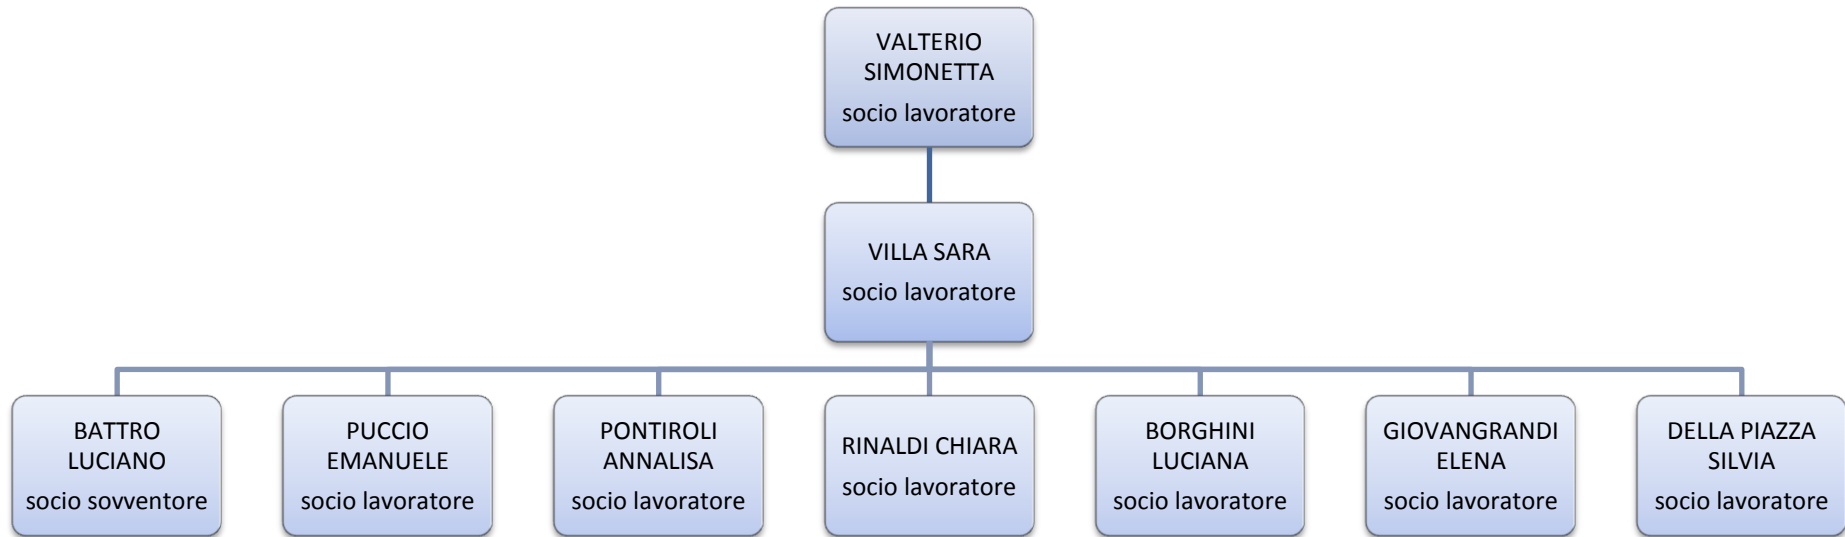 VALTERIO
SIMONETTA
socio lavoratore
VILLA SARA
socio lavoratore
BATTRO
LUCIANO
socio sovventore
PUCCIO
EMANUELE
socio lavoratore
PONTIROLI
ANNALISA
socio lavoratore
RINALDI CHIARA
socio lavoratore
BORGHINI
LUCIANA
socio lavoratore
GIOVANGRANDI
ELENA
socio lavoratore
DELLA PIAZZA
SILVIA
socio lavoratore